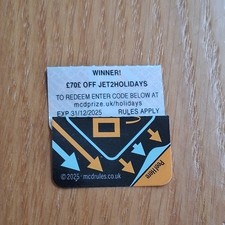 WINNER!
£70£ OFF JET2HOLIDAYS
TO REDEEM ENTER CODE BELOW AT
mcdprize.uk/holidays
EXP 31/12/2025 RULES APPLY
Peel Here
© 2025 · mcdrules.co.uk